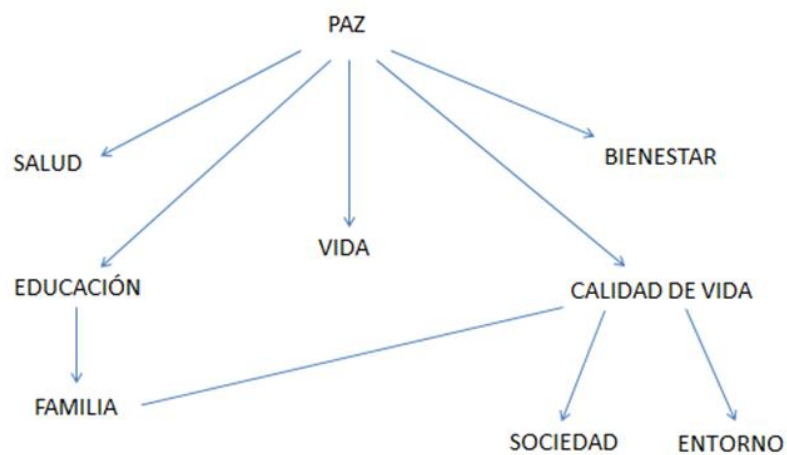 PAZ
SALUD
BIENESTAR
VIDA
EDUCACIÓN
CALIDAD DE VIDA
FAMILIA
SOCIEDAD
ENTORNO